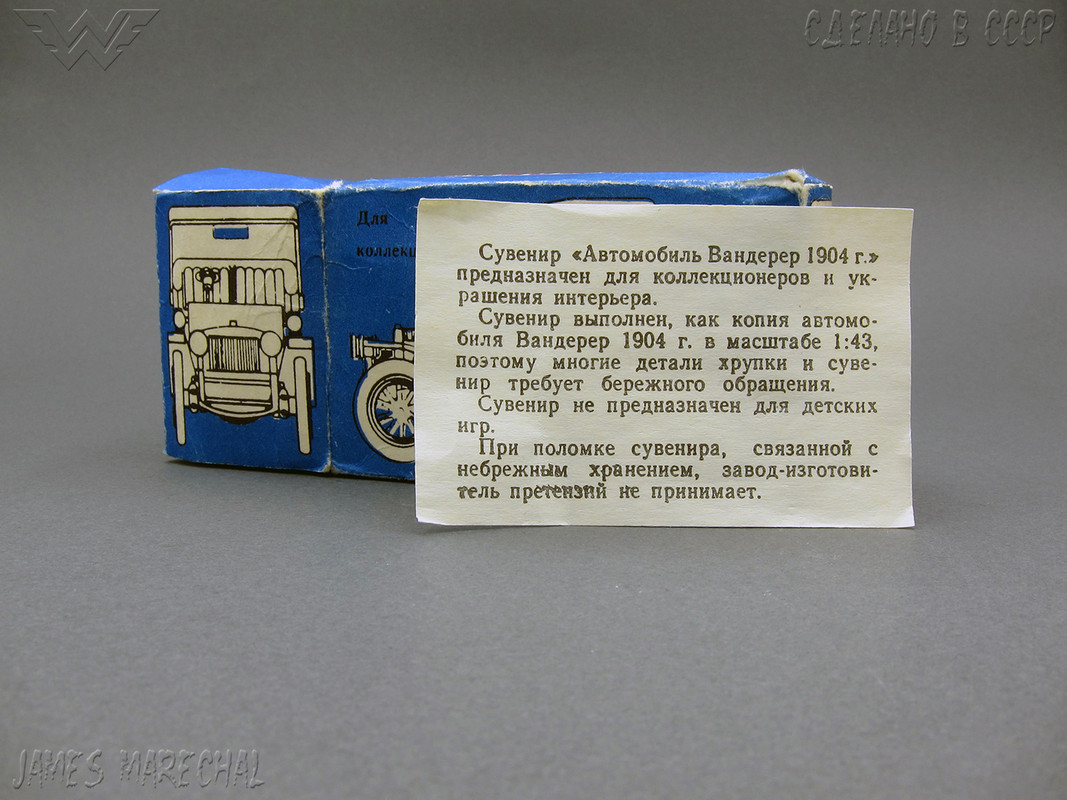 СДЕЛАНО В СССР
Для
Сувенир «Автомобиль Вандерер 1904 г.»
предназначен для коллекционеров и ук-
рашения интерьера.
Сувенир выполнен, как копия автомо-
биля Вандерер 1904 г. в масштабе 1:43,
поэтому многие детали хрупки и суве-
нир требует бережного обращения.
Сувенир не предназначен для детских
игр.
При поломке сувенира, связанной с
небрежным хранением, завод-изготови-
тель претензий не принимает.
JAMES MARECHAL